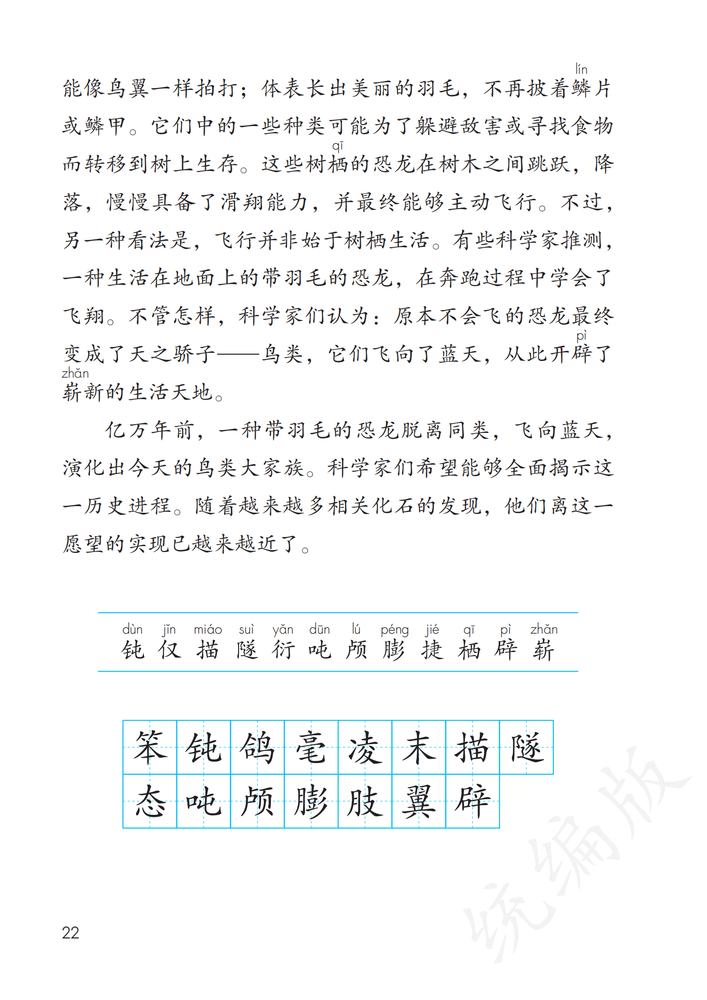 lín
能像鸟翼一样拍打；体表长出美丽的羽毛，不再披着鳞片
或鳞甲。它们中的一些种类可能为了躲避敌害或寻找食物
qī
而转移到树上生存。这些树栖的恐龙在树木之间跳跃，降
落，慢慢具备了滑翔能力，并最终能够主动飞行。不过，
另一种看法是，飞行并非始于树栖生活。有些科学家推测，
一种生活在地面上的带羽毛的恐龙，在奔跑过程中学会了
飞翔。不管怎样，科学家们认为：原本不会飞的恐龙最终
pì
变成了天之骄子——鸟类，它们飞向了蓝天，从此开辟了
zhǎn
崭新的生活天地。
亿万年前，一种带羽毛的恐龙脱离同类，飞向蓝天，
演化出今天的鸟类大家族。科学家们希望能够全面揭示这
一历史进程。随着越来越多相关化石的发现，他们离这一
愿望的实现已越来越近了。
dùn jǐn miáo suì yǎn dūn lú péng jié qī pì zhǎn
钝 仅 描 隧 衍 吨 颅 膨 捷 栖 辟 崭
笨 钝 鸽 毫 凌 末 描 隧
态 吨 颅 膨 肢 翼 辟
统编版
22